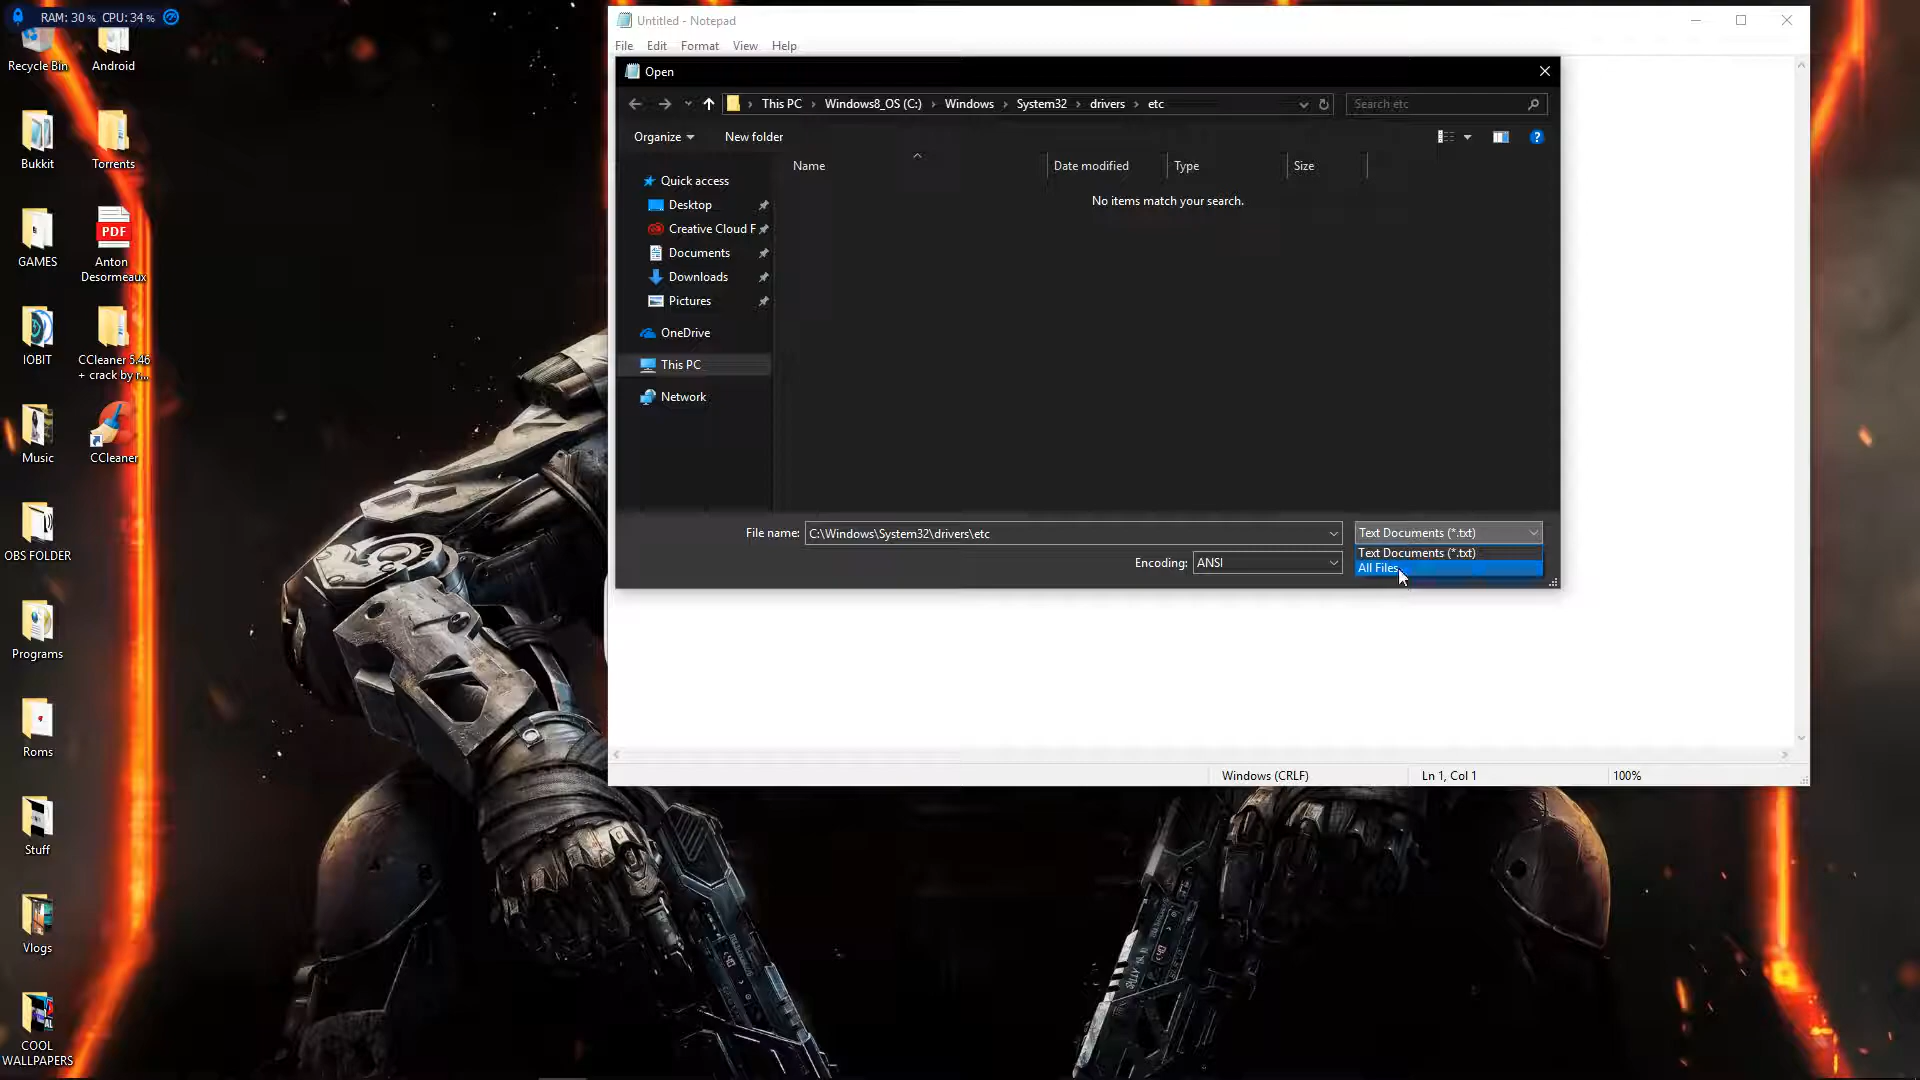 RAM: 30 % CPU: 34 %
Recycle Bin
Android
Bukkit
Torrents
GAMES
PDF
Anton
Desormeaux
IOBIT
CCleaner 5.46
+ crack by r...
Music
CCleaner
OBS FOLDER
Programs
Roms
Stuff
Vlogs
COOL
WALLPAPERS
Untitled - Notepad
File Edit Format View Help
Open
This PC › Windows8_OS (C:) › Windows › System32 › drivers › etc
Search etc
Organize New folder
Name Date modified Type Size
No items match your search.
Quick access
Desktop
Creative Cloud F
Documents
Downloads
Pictures
OneDrive
This PC
Network
File name: C:\Windows\System32\drivers\etc Text Documents (*.txt)
Text Documents (*.txt)
Encoding: ANSI All Files
Windows (CRLF) Ln 1, Col 1 100%